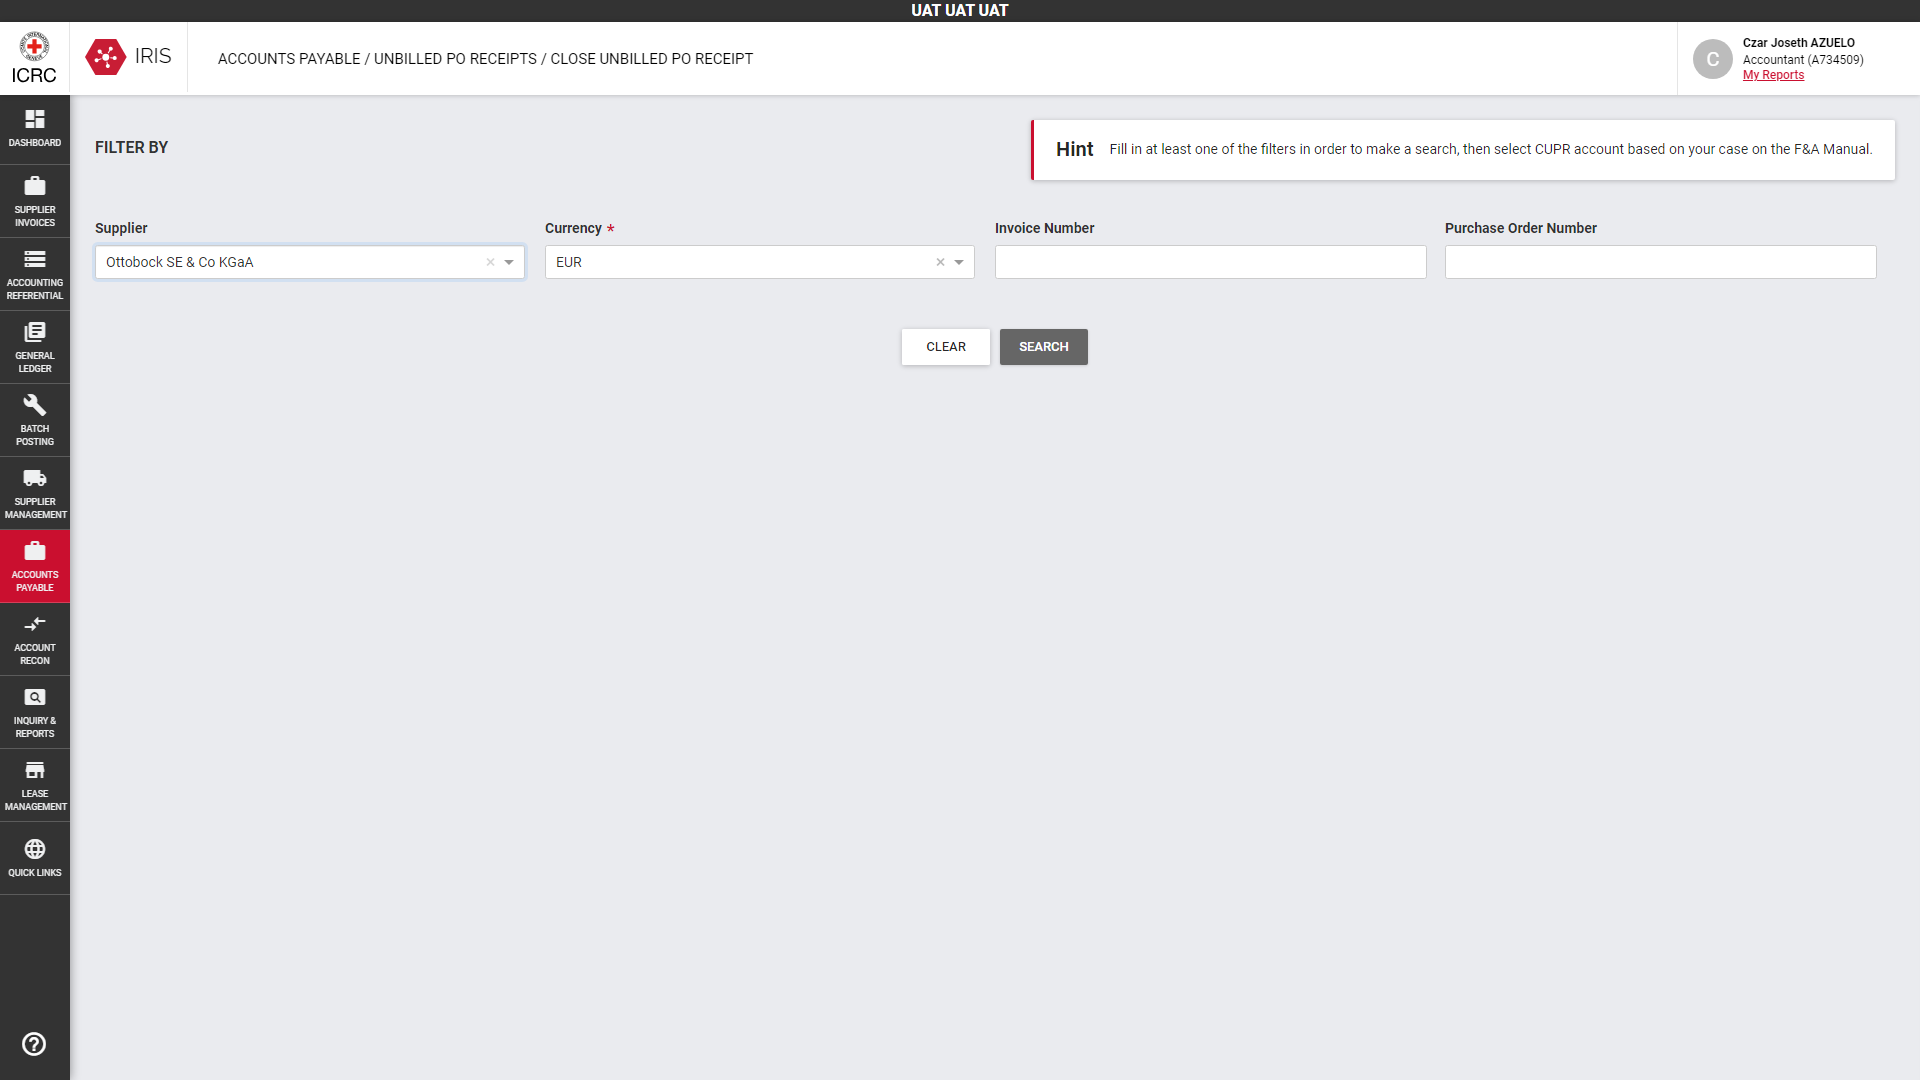 UAT UAT UAT
ICRC
IRIS
ACCOUNTS PAYABLE / UNBILLED PO RECEIPTS / CLOSE UNBILLED PO RECEIPT
C
Czar Joseth AZUELO
Accountant (A734509)
My Reports
DASHBOARD
SUPPLIER
INVOICES
ACCOUNTING
REFERENTIAL
GENERAL
LEDGER
BATCH
POSTING
SUPPLIER
MANAGEMENT
ACCOUNTS
PAYABLE
ACCOUNT
RECON
INQUIRY &
REPORTS
LEASE
MANAGEMENT
QUICK LINKS
FILTER BY
Hint Fill in at least one of the filters in order to make a search, then select CUPR account based on your case on the F&A Manual.
Supplier
Ottobock SE & Co KGaA
Currency *
EUR
Invoice Number
Purchase Order Number
CLEAR
SEARCH